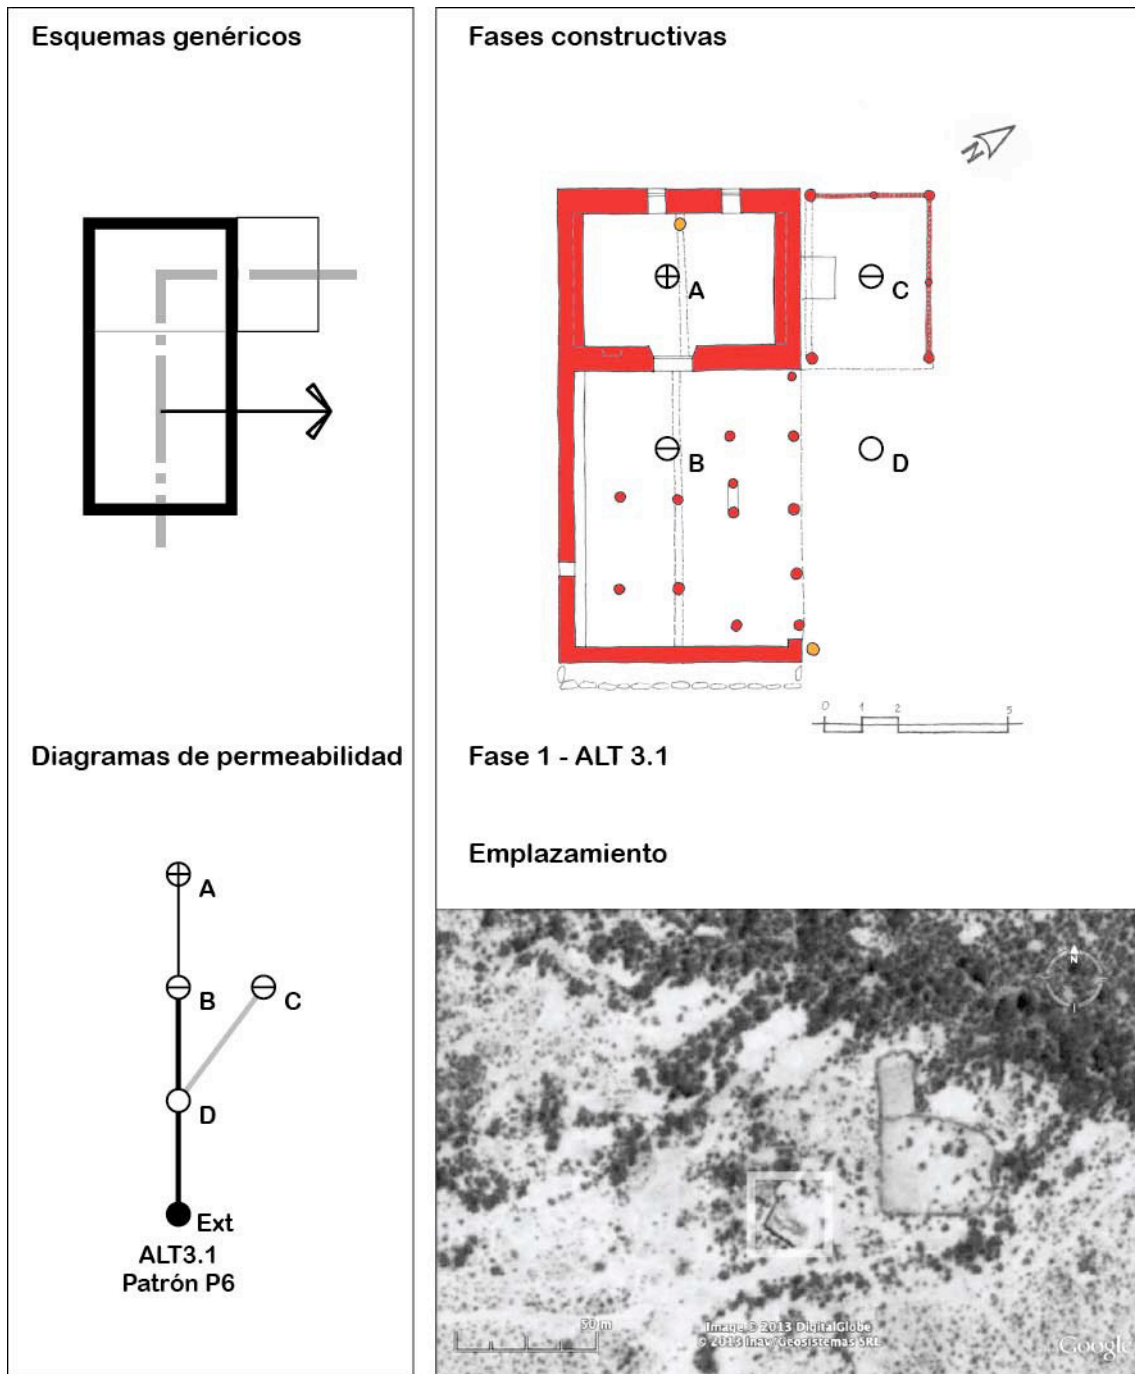 Esquemas genéricos
Diagramas de permeabilidad
A
B
C
D
Ext
ALT3.1
Patrón P6
Fases constructivas
N
A
C
B
D
0 1 2 5
Fase 1 - ALT 3.1
Emplazamiento
N
50 m
Image © 2013 DigitalGlobe
© 2013 Inav/Geosistemas SRL
Google